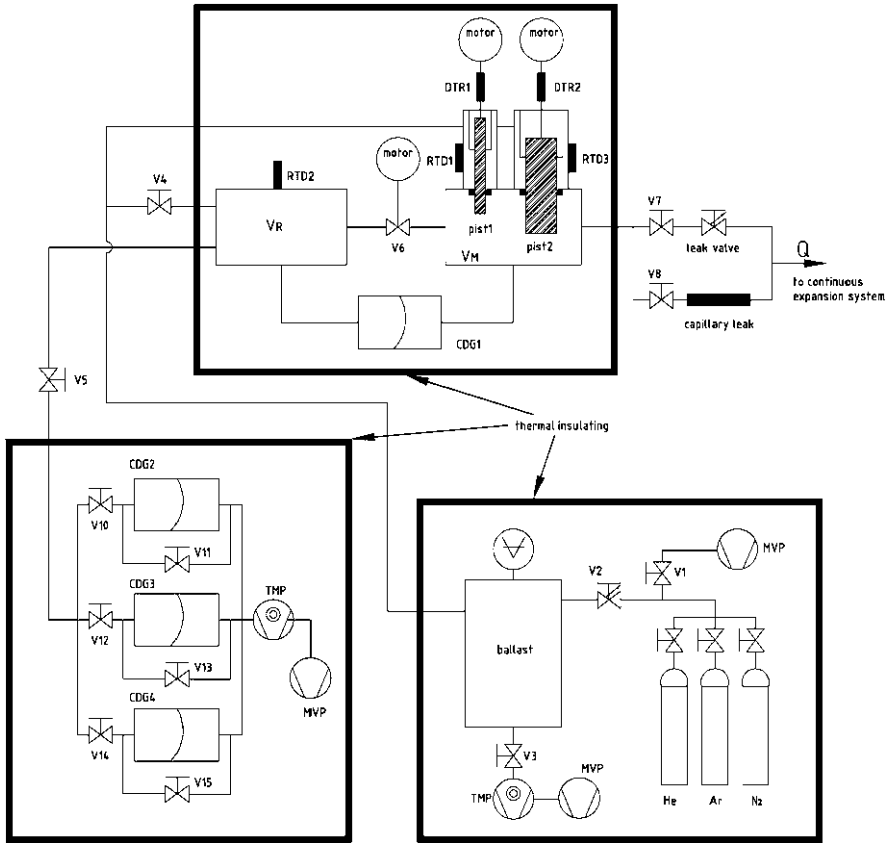 motor
motor
DTR1
DTR2
motor
RTD1
RTD3
V4
RTD2
V7
VR
V6
pist1
pist2
VM
leak valve
Q
V8
to continuous
expansion system
capillary leak
CDG1
V5
thermal insulating
CDG2
V10
V11
CDG3
TMP
V12
V13
MVP
CDG4
V14
V15
V2
V1
MVP
ballast
V3
MVP
TMP
He
Ar
N2